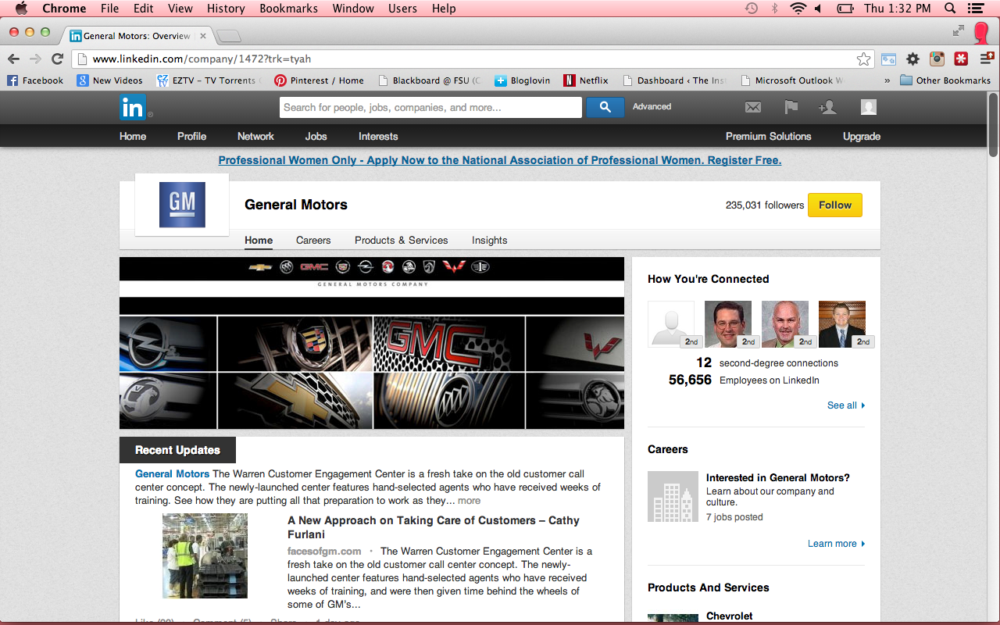 Chrome File Edit View History Bookmarks Window Users Help Thu 1:32 PM
General Motors: Overview
www.linkedin.com/company/1472?trk=tyah
Facebook New Videos EZTV - TV Torrents Pinterest / Home Blackboard @ FSU (C Bloglovin Netflix Dashboard ‹ The Inst Microsoft Outlook W » Other Bookmarks
in ® Search for people, jobs, companies, and more... Advanced
Home Profile Network Jobs Interests Premium Solutions Upgrade
Professional Women Only - Apply Now to the National Association of Professional Women. Register Free.
GM
General Motors
235,031 followers Follow
Home Careers Products & Services Insights
GMC
GENERAL MOTORS COMPANY
GMC
Recent Updates
General Motors The Warren Customer Engagement Center is a fresh take on the old customer call
center concept. The newly-launched center features hand-selected agents who have received weeks of
training. See how they are putting all that preparation to work as they... more
A New Approach on Taking Care of Customers – Cathy
Furlani
facesofgm.com · The Warren Customer Engagement Center is a
fresh take on the old customer call center concept. The newly-
launched center features hand-selected agents who have received
weeks of training, and were then given time behind the wheels of
some of GM's...
How You're Connected
2nd 2nd 2nd 2nd
12 second-degree connections
56,656 Employees on LinkedIn
See all
Careers
Interested in General Motors?
Learn about our company and
culture.
7 jobs posted
Learn more
Products And Services
Chevrolet